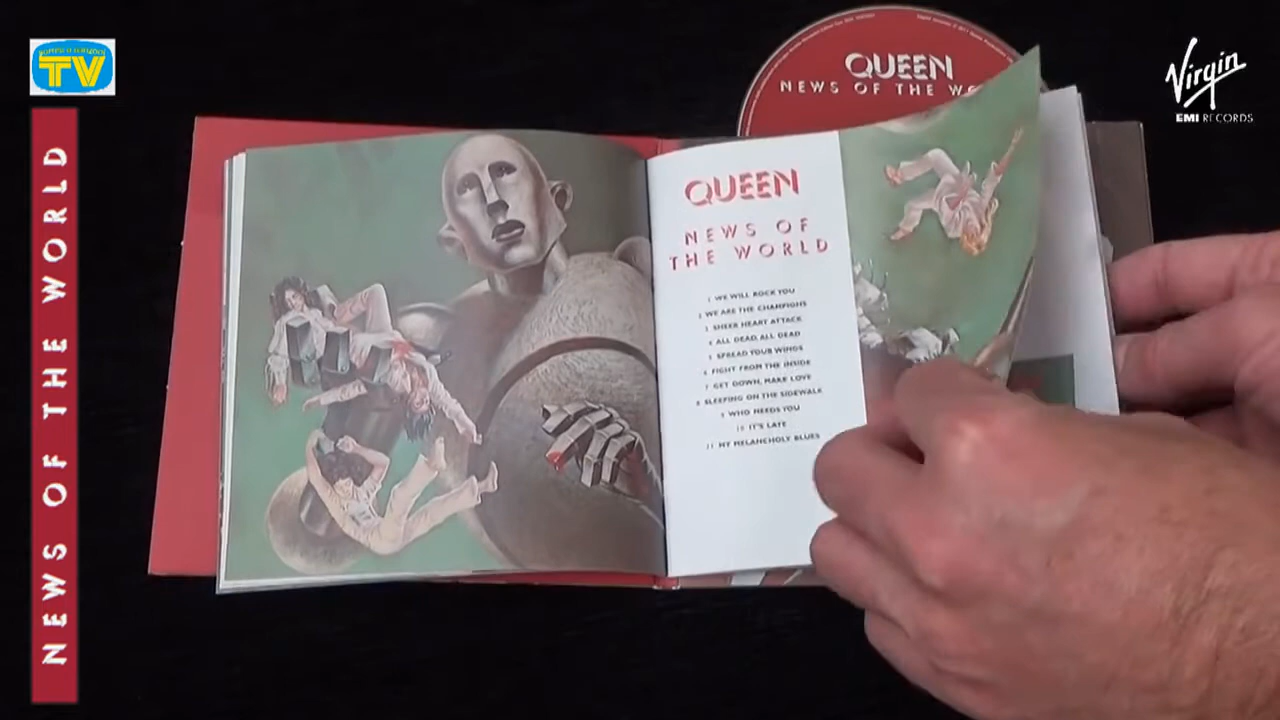 TV
Virgin
EMI RECORDS
NEWS OF THE WORLD
QUEEN
NEWS OF THE
QUEEN
NEWS OF
THE WORLD
1 WE WILL ROCK YOU
2 WE ARE THE CHAMPIONS
3 SHEER HEART ATTACK
4 ALL DEAD, ALL DEAD
5 SPREAD YOUR WINGS
6 FIGHT FROM THE INSIDE
7 GET DOWN, MAKE LOVE
8 SLEEPING ON THE SIDEWALK
9 WHO NEEDS YOU
10 IT'S LATE
11 MY MELANCHOLY BLUES